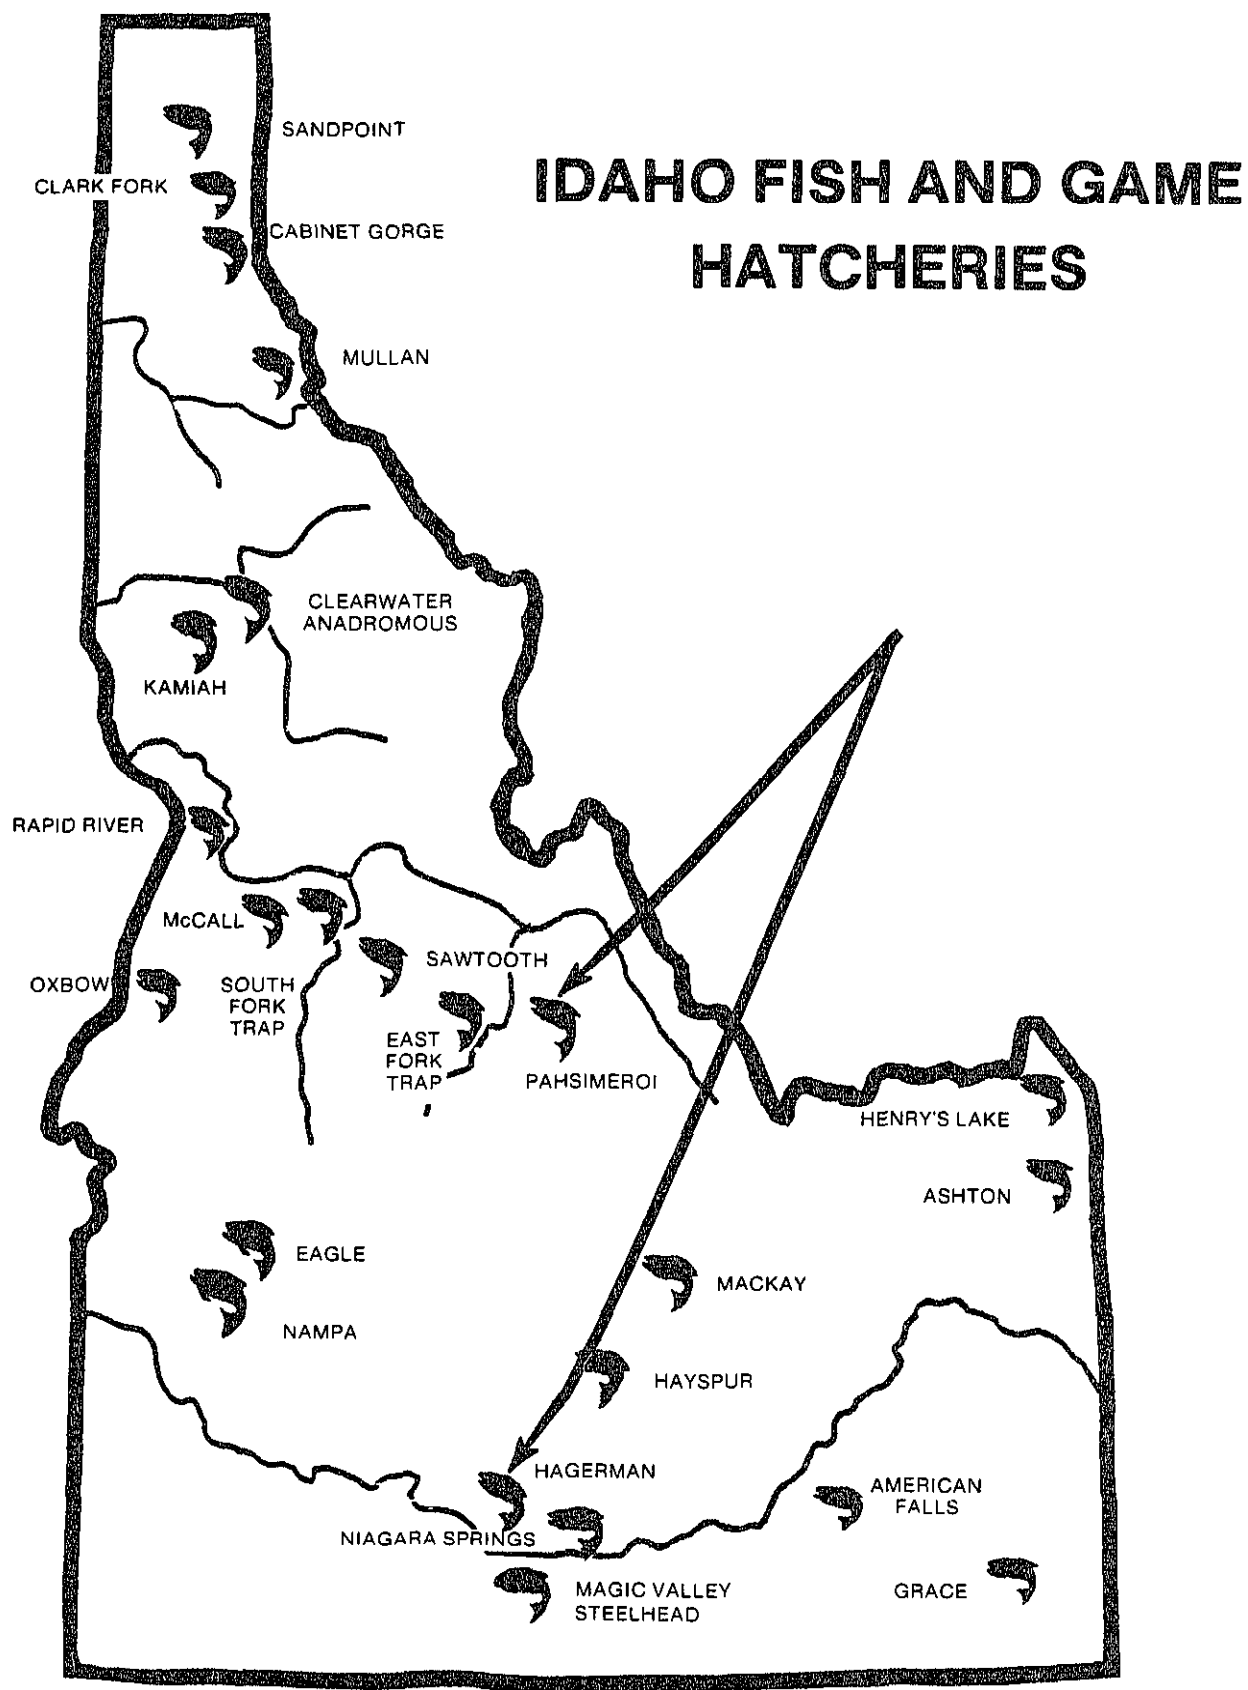 IDAHO FISH AND GAME
HATCHERIES
SANDPOINT
CLARK FORK
CABINET GORGE
MULLAN
CLEARWATER
ANADROMOUS
KAMIAH
RAPID RIVER
McCALL
SAWTOOTH
OXBOW
SOUTH
FORK
TRAP
EAST
FORK
TRAP
PAHSIMEROI
HENRY'S LAKE
ASHTON
EAGLE
MACKAY
NAMPA
HAYSPUR
HAGERMAN
AMERICAN
FALLS
NIAGARA SPRINGS
MAGIC VALLEY
STEELHEAD
GRACE